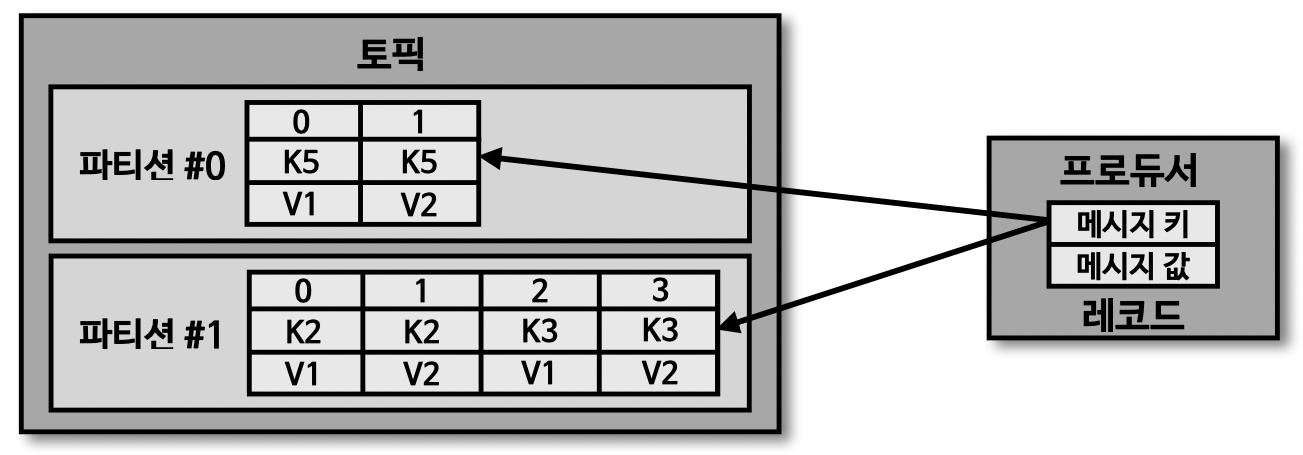 토픽
0 1
파티션 #0 K5 K5
V1 V2
0 1 2 3
파티션 #1 K2 K2 K3 K3
V1 V2 V1 V2
프로듀서
메시지 키
메시지 값
레코드